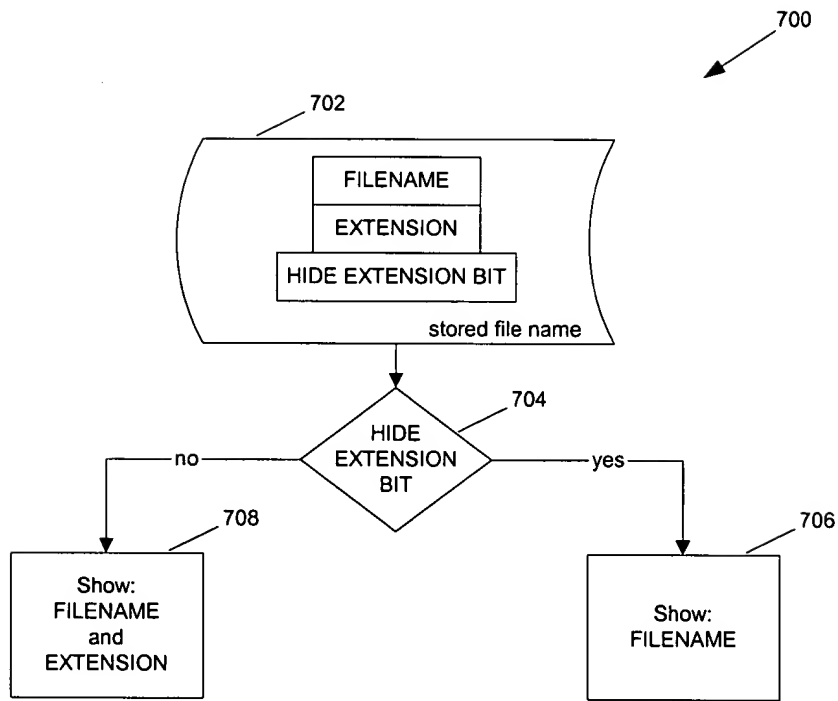 700
702
FILENAME
EXTENSION
HIDE EXTENSION BIT
stored file name
704
HIDE
EXTENSION
BIT
no
yes
708
706
Show:
FILENAME
and
EXTENSION
Show:
FILENAME